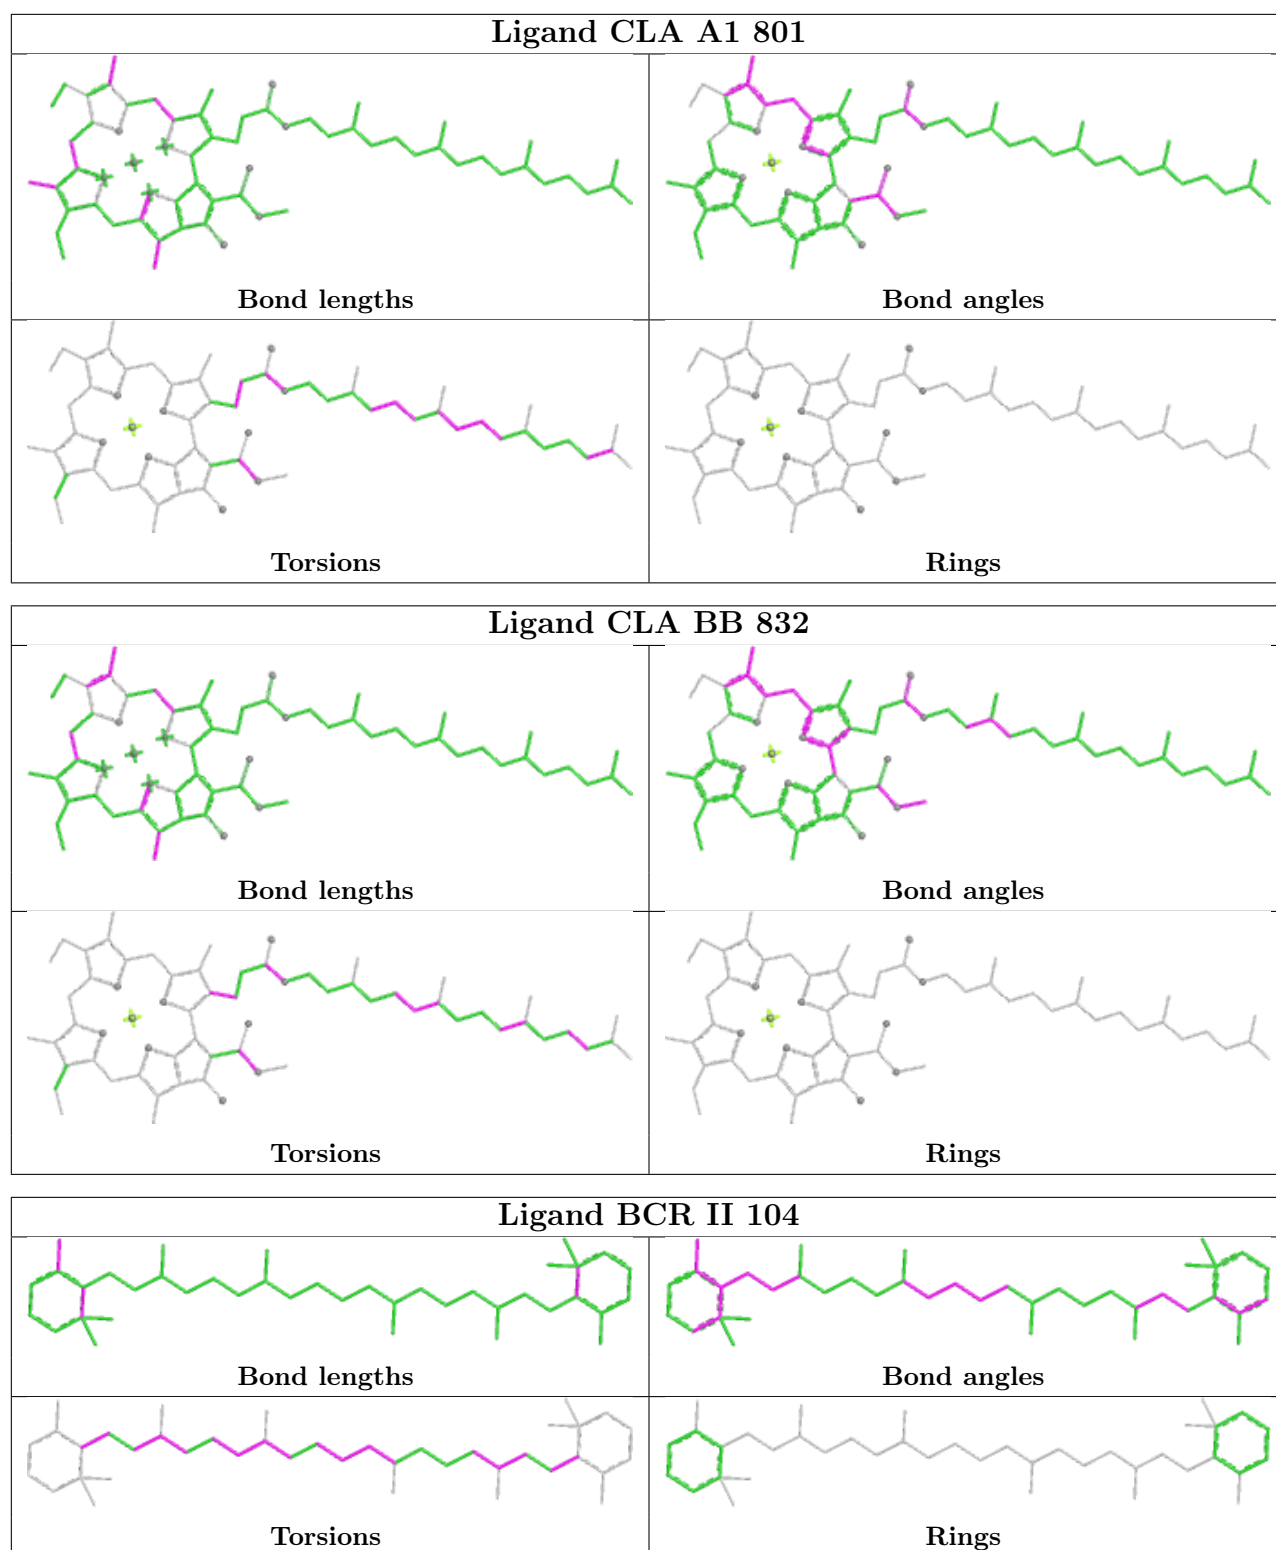 Ligand CLA A1 801
Bond lengths
Bond angles
Torsions
Rings
Ligand CLA BB 832
Bond lengths
Bond angles
Torsions
Rings
Ligand BCR II 104
Bond lengths
Bond angles
Torsions
Rings